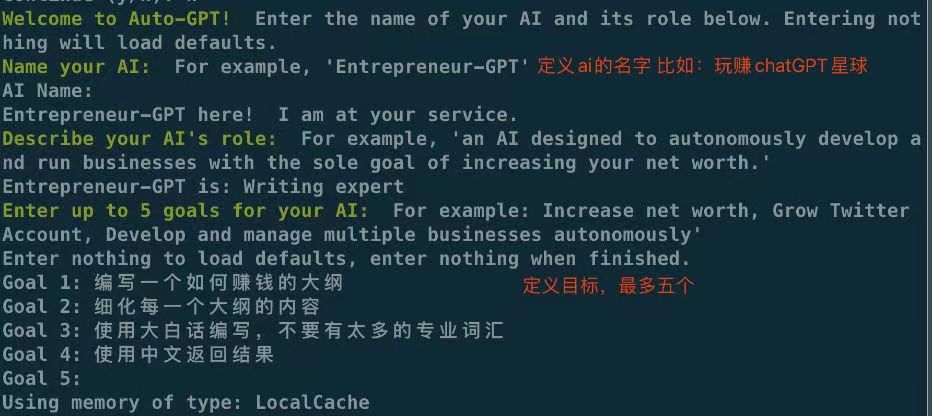 Welcome to Auto-GPT!  Enter the name of your AI and its role below. Entering not
hing will load defaults.
Name your AI:  For example, 'Entrepreneur-GPT' 定义ai的名字 比如：玩赚chatGPT星球
AI Name:
Entrepreneur-GPT here!  I am at your service.
Describe your AI's role:  For example, 'an AI designed to autonomously develop a
nd run businesses with the sole goal of increasing your net worth.'
Entrepreneur-GPT is: Writing expert
Enter up to 5 goals for your AI:  For example: Increase net worth, Grow Twitter
Account, Develop and manage multiple businesses autonomously'
Enter nothing to load defaults, enter nothing when finished.
Goal 1: 编写一个如何赚钱的大纲 定义目标，最多五个
Goal 2: 细化每一个大纲的内容
Goal 3: 使用大白话编写，不要有太多的专业词汇
Goal 4: 使用中文返回结果
Goal 5:
Using memory of type: LocalCache